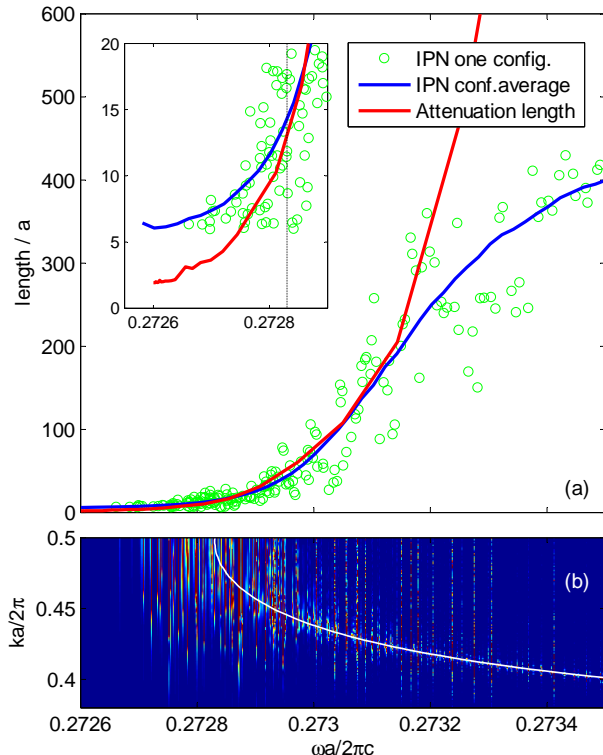 600
500
400
300
200
100
0
length / a
20
15
10
5
0
0.2726
0.2728
IPN one config.
IPN conf.average
Attenuation length
(a)
0.5
0.45
0.4
ka/2π
(b)
0.2726
0.2728
0.273
0.2732
0.2734
ωa/2πc